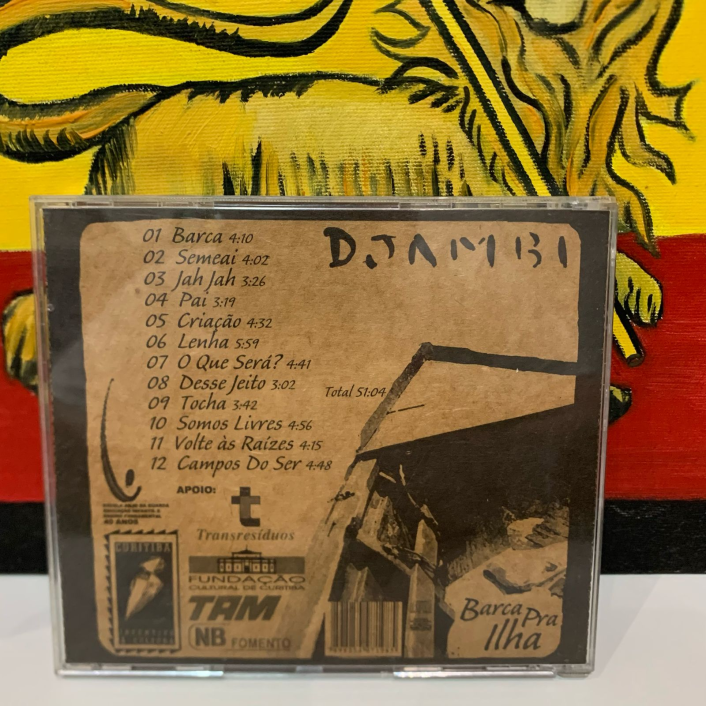 DJAMBI
01 Barca 4:10
02 Semeai 4:02
03 Jah Jah 3:26
04 Pai 3:19
05 Criação 4:32
06 Lenha 5:59
07 O Que Será? 4:41
08 Desse Jeito 3:02
09 Tocha 3:42
10 Somos Livres 4:56
11 Volte às Raízes 4:15
12 Campos Do Ser 4:48
Total 51:04
APOIO:
t
Transresíduos
40 ANOS
CURITIBA
FUNDAÇÃO
CULTURAL DE CURITIBA
TAM
NB FOMENTO
Barca Pra
Ilha